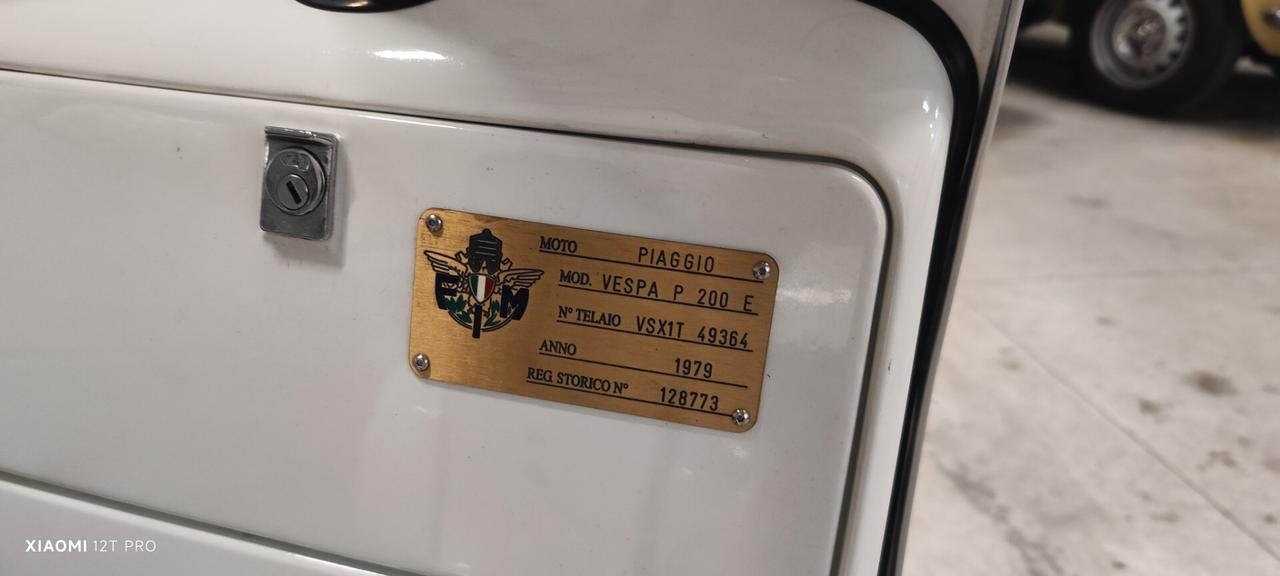 MOTO PIAGGIO
MOD. VESPA P 200 E
F M
N° TELAIO VSX1T 49364
ANNO 1979
REG. STORICO N° 128773
XIAOMI 12T PRO